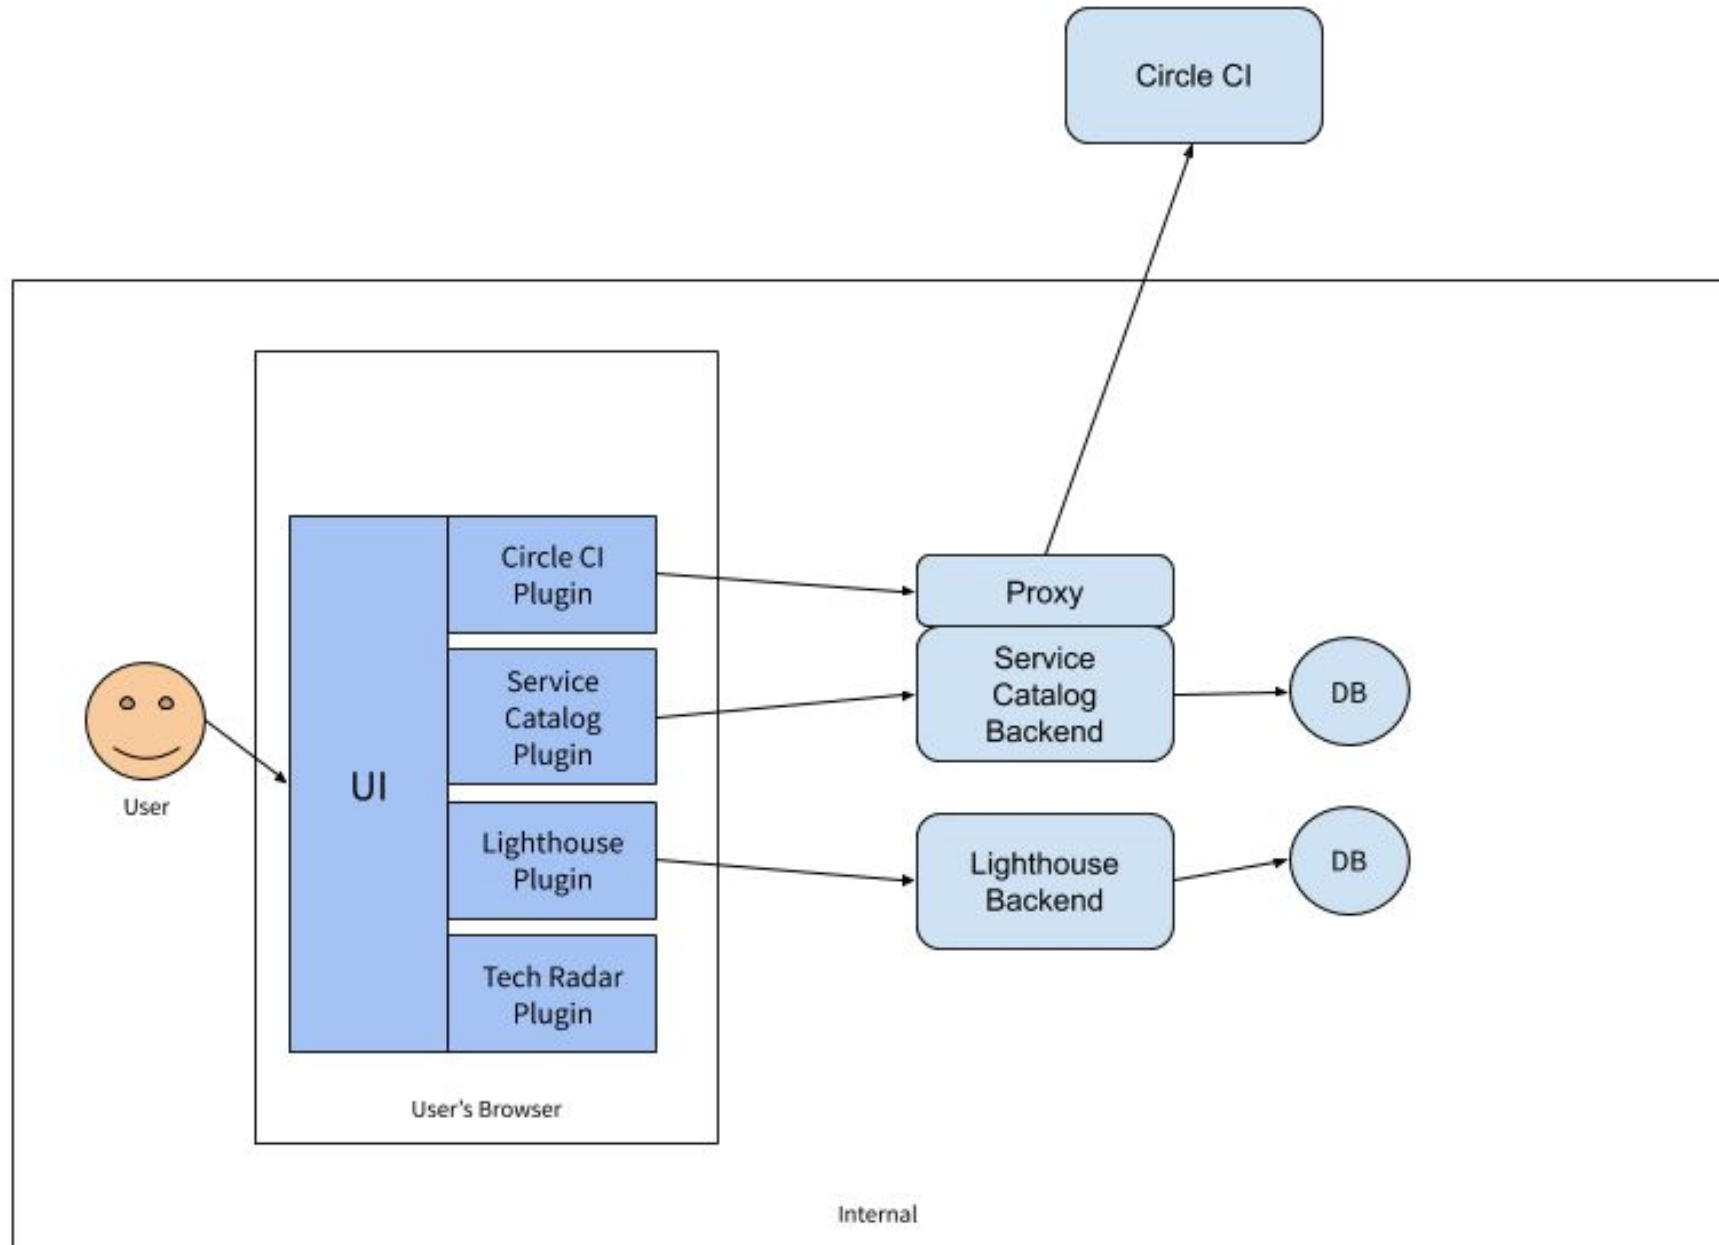 Circle CI
Circle CI
Plugin
Proxy
Service
Catalog
Plugin
Service
Catalog
Backend
DB
UI
User
Lighthouse
Plugin
Lighthouse
Backend
DB
Tech Radar
Plugin
User's Browser
Internal